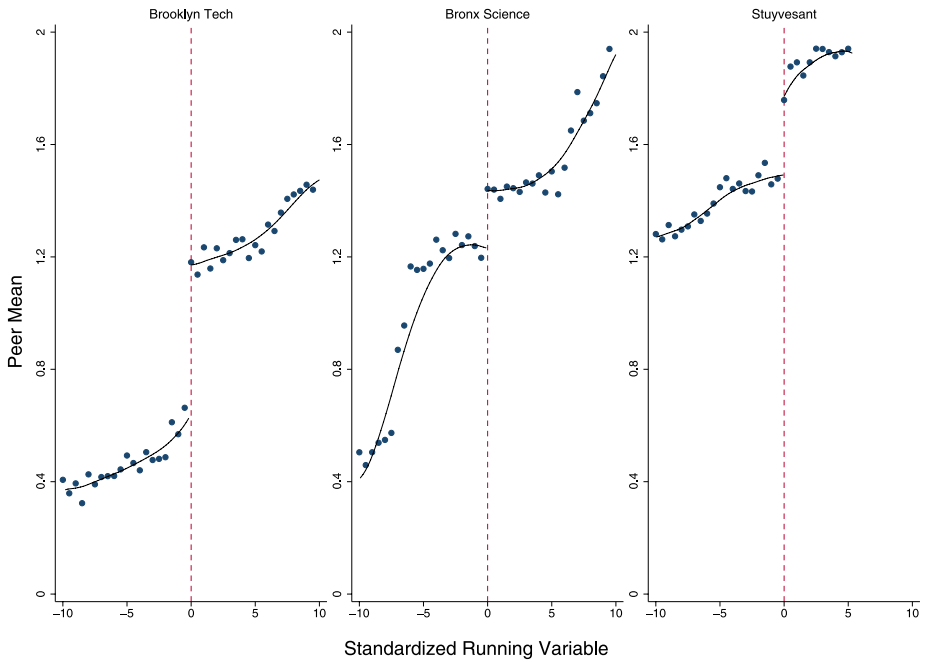 Brooklyn Tech
Bronx Science
Stuyvesant
Peer Mean
2
1.6
1.2
0.8
0.4
0
−10 −5 0 5 10
2
1.6
1.2
0.8
0.4
0
−10 −5 0 5 10
2
1.6
1.2
0.8
0.4
0
−10 −5 0 5 10
Standardized Running Variable